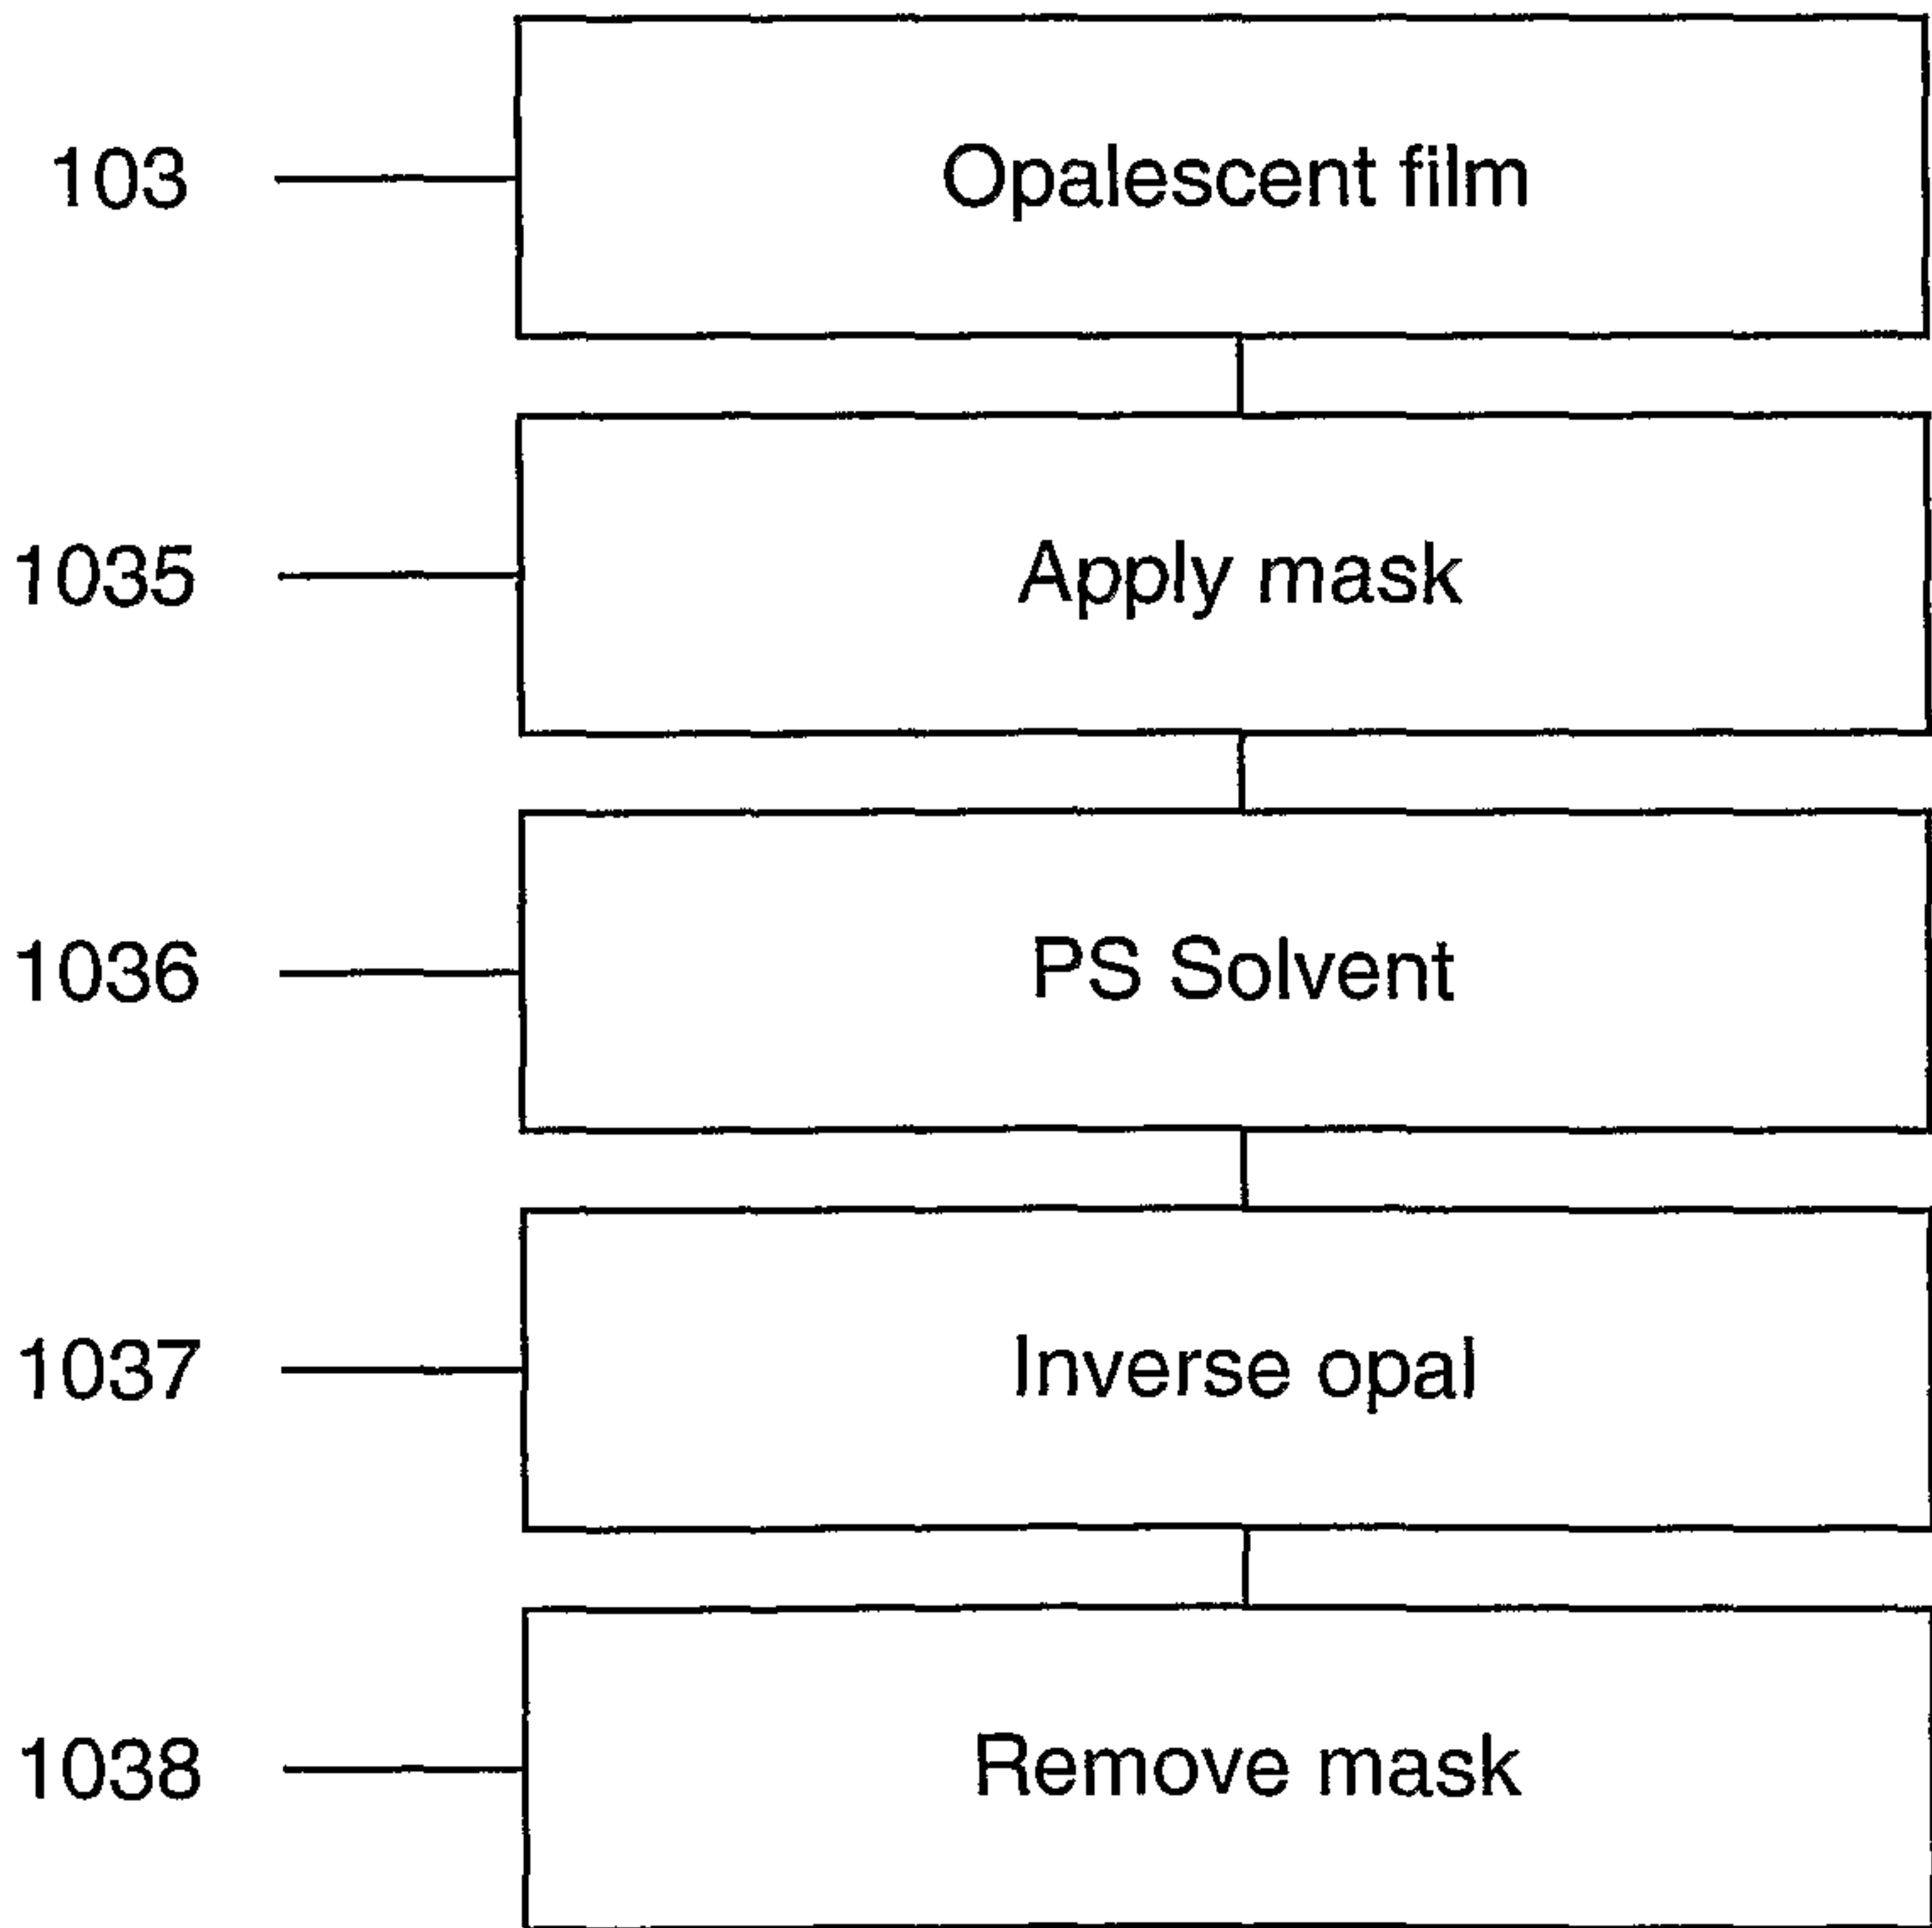 103 Opalescent film
1035 Apply mask
1036 PS Solvent
1037 Inverse opal
1038 Remove mask